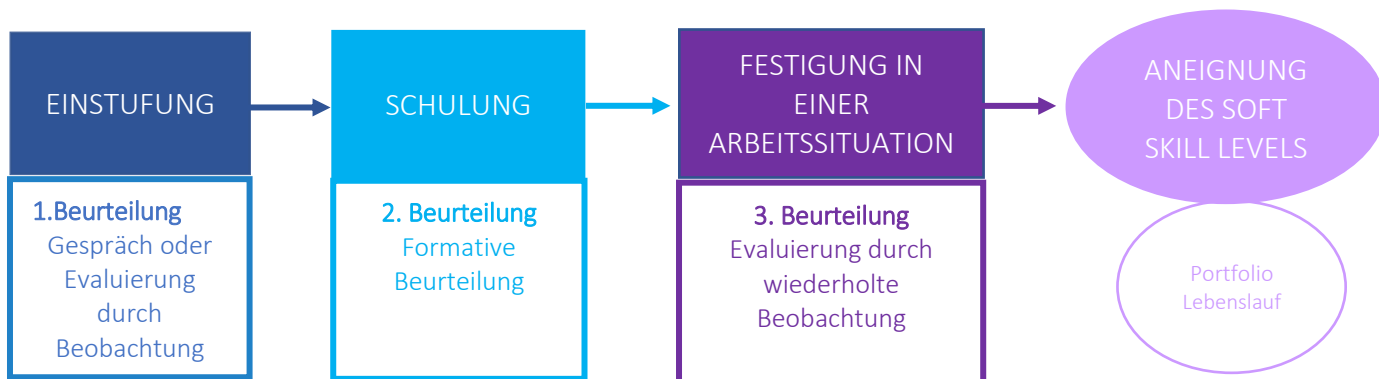 EINSTUFUNG
1.Beurteilung
Gespräch oder
Evaluierung
durch
Beobachtung
SCHULUNG
2. Beurteilung
Formative
Beurteilung
FESTIGUNG IN
EINER
ARBEITSSITUATION
3. Beurteilung
Evaluierung durch
wiederholte
Beobachtung
ANEIGNUNG
DES SOFT
SKILL LEVELS
Portfolio
Lebenslauf